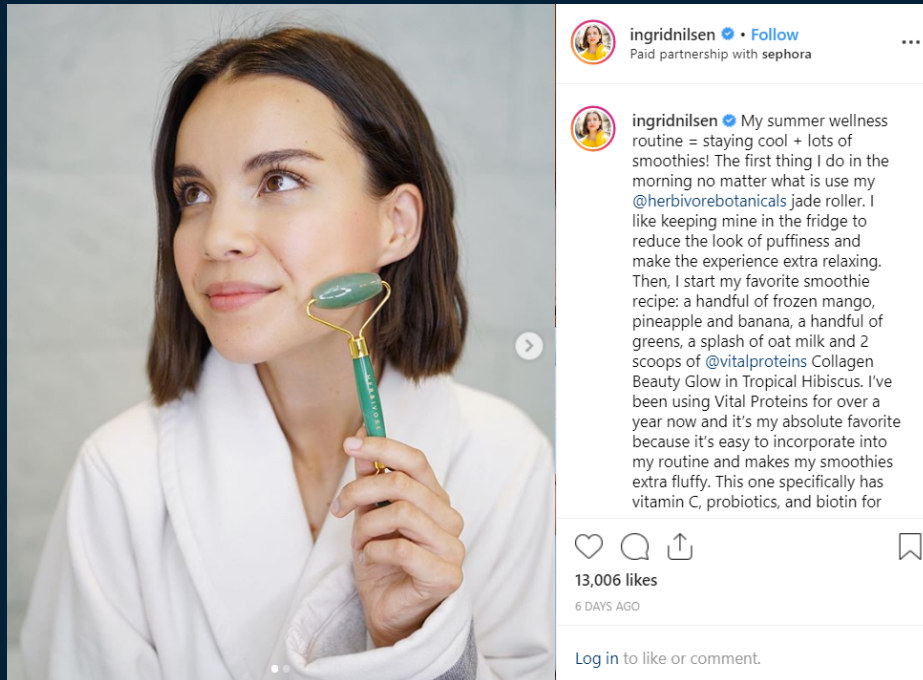 ingridnilsen • Follow
Paid partnership with sephora
ingridnilsen My summer wellness
routine = staying cool + lots of
smoothies! The first thing I do in the
morning no matter what is use my
@herbivorebotanicals jade roller. I
like keeping mine in the fridge to
reduce the look of puffiness and
make the experience extra relaxing.
Then, I start my favorite smoothie
recipe: a handful of frozen mango,
pineapple and banana, a handful of
greens, a splash of oat milk and 2
scoops of @vitalproteins Collagen
Beauty Glow in Tropical Hibiscus. I've
been using Vital Proteins for over a
year now and it's my absolute favorite
because it's easy to incorporate into
my routine and makes my smoothies
extra fluffy. This one specifically has
vitamin C, probiotics, and biotin for
13,006 likes
6 DAYS AGO
Log in to like or comment.
HERBIVORE